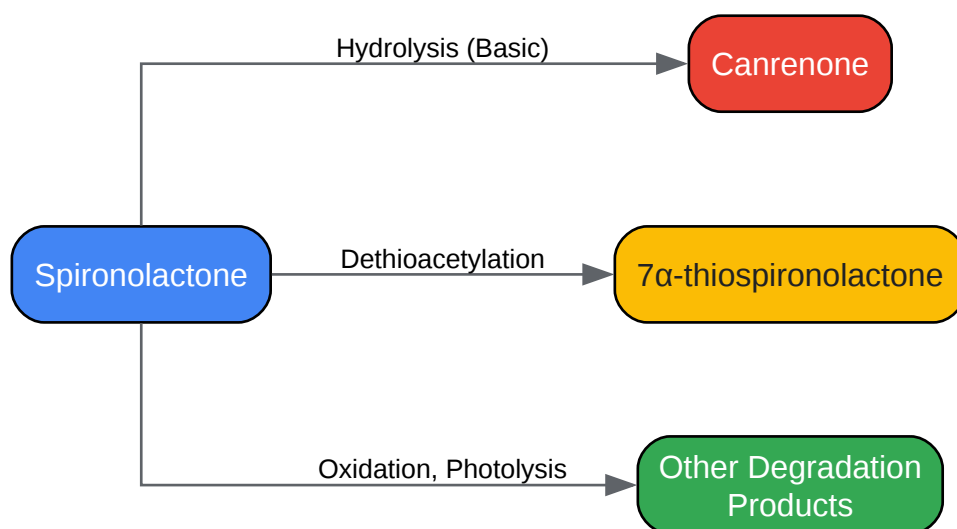 Hydrolysis (Basic)
Canrenone
Spironolactone
Dethioacetylation
7α-thiospironolactone
Oxidation, Photolysis
Other Degradation
Products